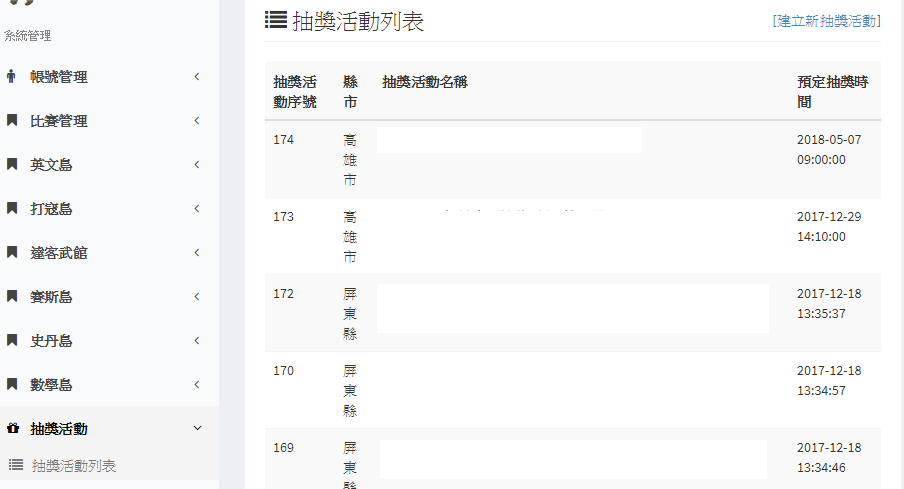 系統管理
帳號管理
比賽管理
英文島
打寇島
達客武館
賽斯島
史丹島
數學島
抽獎活動
抽獎活動列表
抽獎活動列表
[建立新抽獎活動]
抽獎活
動序號
縣
市
抽獎活動名稱
預定抽獎時
間
174
高
雄
市
2018-05-07
09:00:00
173
高
雄
市
2017-12-29
14:10:00
172
屏
東
縣
2017-12-18
13:35:37
170
屏
東
縣
2017-12-18
13:34:57
169
屏
東
縣
2017-12-18
13:34:46